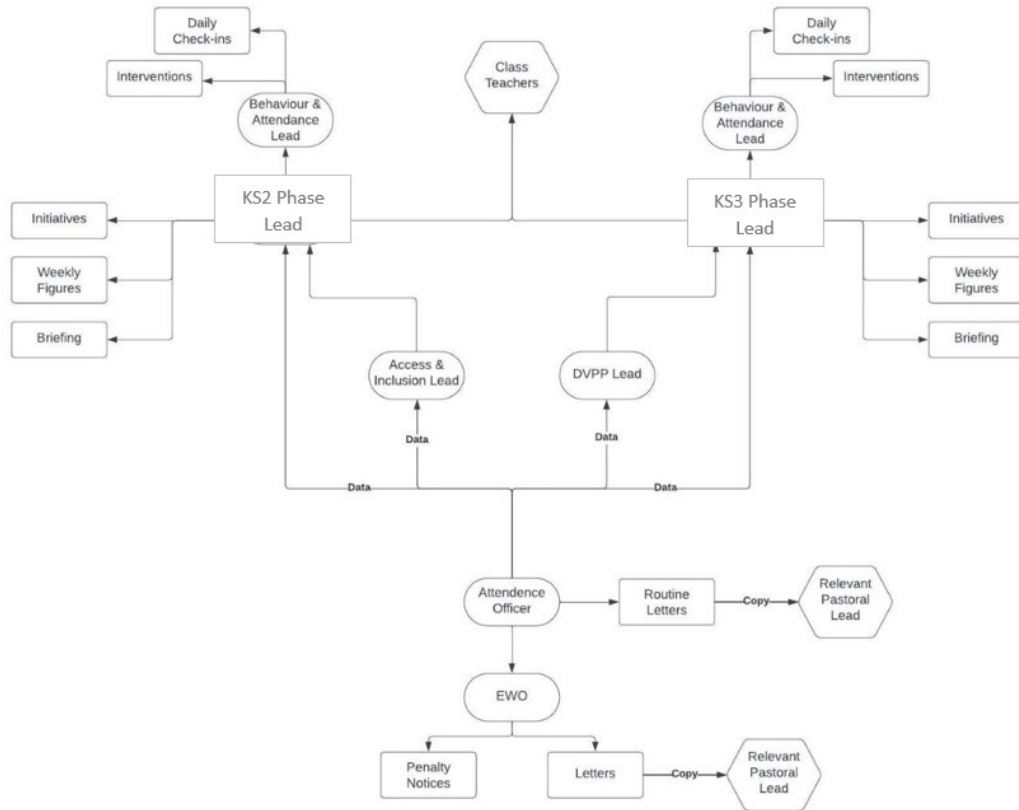 Daily
Check-ins
Daily
Check-ins
Class
Teachers
Interventions
Interventions
Behaviour &
Attendance
Lead
Behaviour &
Attendance
Lead
KS2 Phase
Lead
KS3 Phase
Lead
Initiatives
Initiatives
Weekly
Figures
Weekly
Figures
Briefing
Briefing
Access &
Inclusion Lead
DVPP Lead
Data
Data
Data
Data
Attendence
Officer
Routine
Letters
Copy
Relevant
Pastoral
Lead
EWO
Penalty
Notices
Letters
Copy
Relevant
Pastoral
Lead